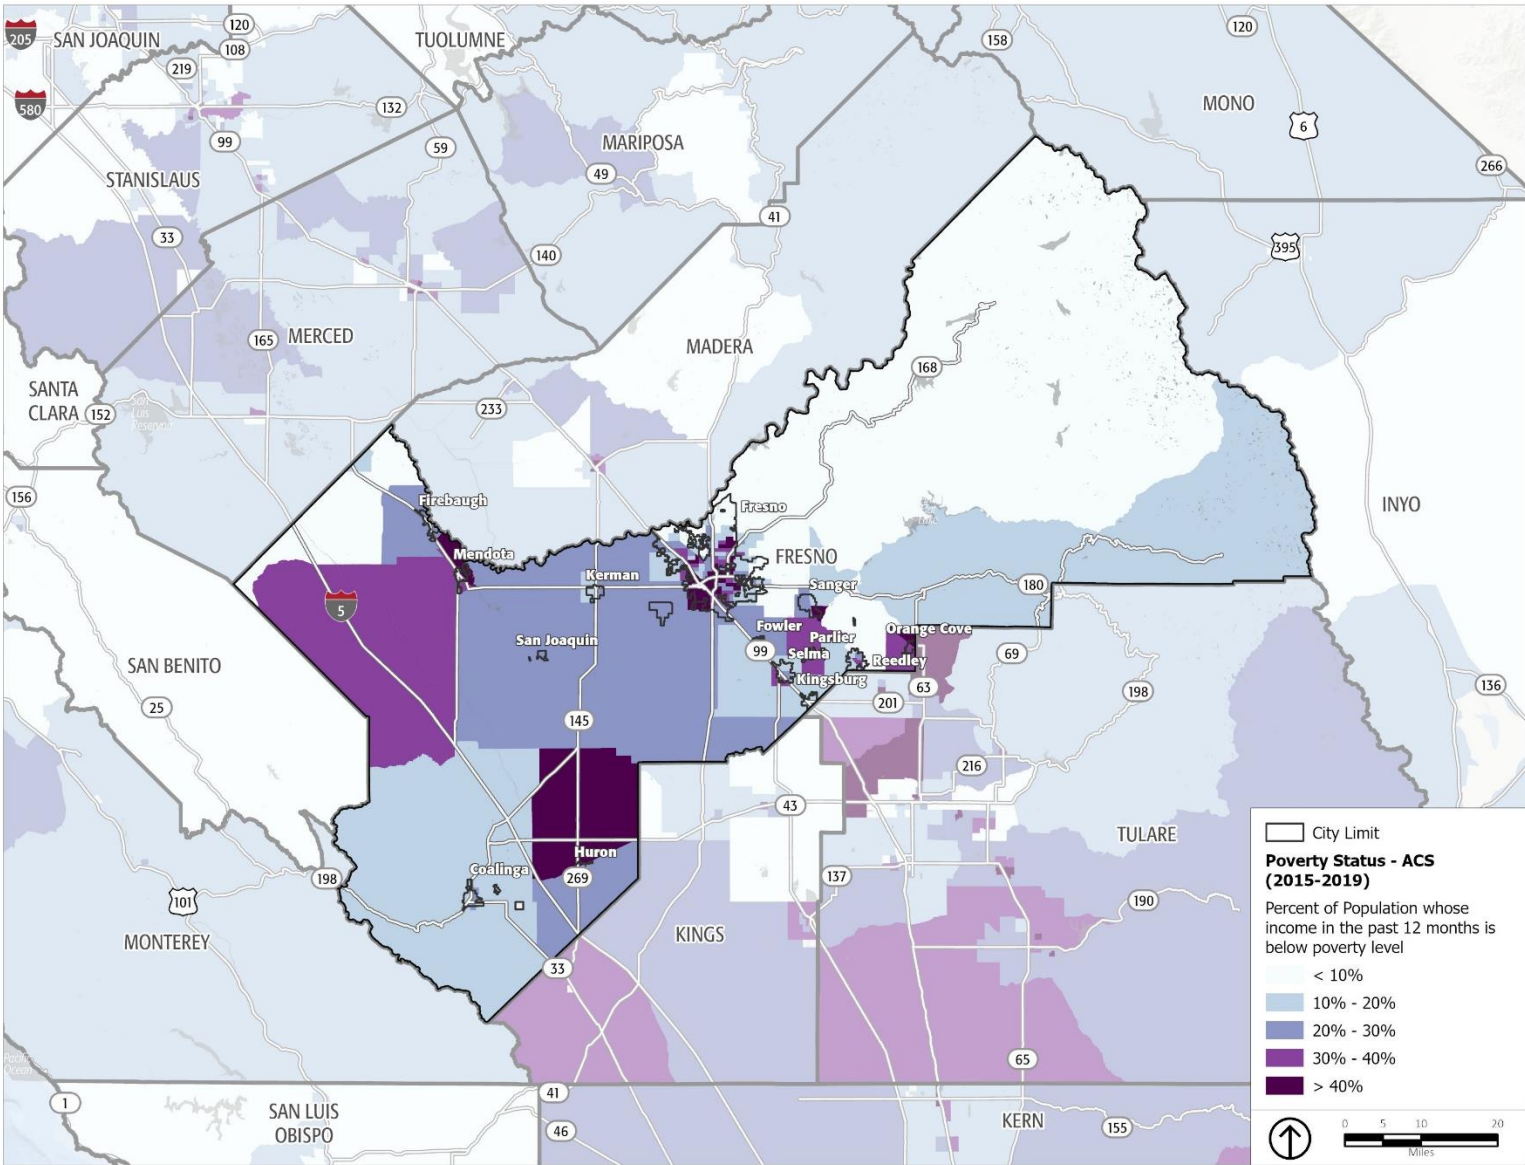 205
SAN JOAQUIN
120
108
TUOLUMNE
158
120
219
580
132
MONO
6
99
59
MARIPOSA
266
STANISLAUS
49
41
33
140
395
165
MERCED
MADERA
168
SANTA
CLARA
152
San
Luis
Reservoir
233
156
Firebaugh
Fresno
INYO
Mendota
FRESNO
Kerman
Sanger
180
5
San Joaquin
Fowler
Parlier
Orange Cove
99
Selma
Reedley
69
SAN BENITO
Kingsburg
63
198
136
25
201
145
216
43
TULARE
Huron
Coalinga
269
137
198
101
190
MONTEREY
KINGS
33
65
Pacific
Ocean
41
1
SAN LUIS
OBISPO
46
KERN
155
City Limit
Poverty Status - ACS
(2015-2019)
Percent of Population whose
income in the past 12 months is
below poverty level
< 10%
10% - 20%
20% - 30%
30% - 40%
> 40%
0 5 10 20
Miles